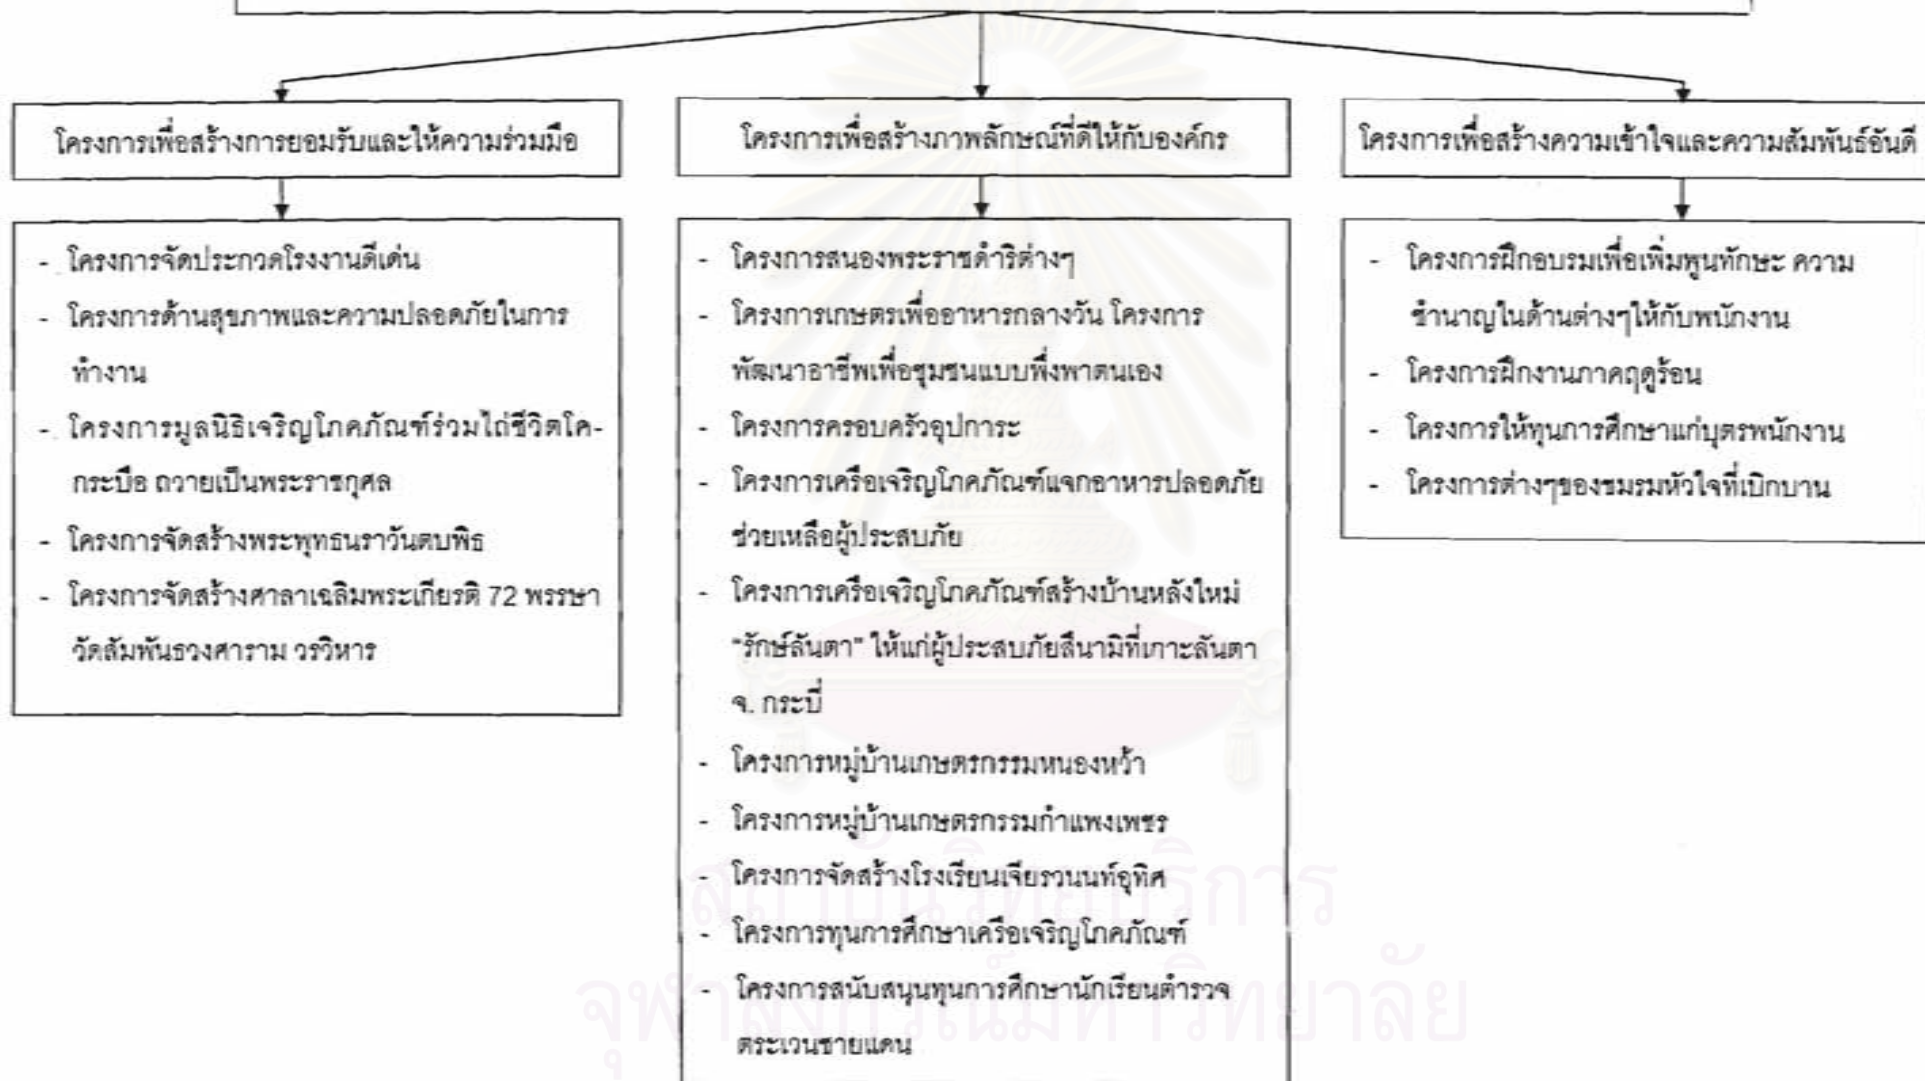 โครงการเพื่อสร้างการยอมรับและให้ความร่วมมือ
- โครงการจัดประกวดโรงงานดีเด่น
- โครงการด้านสุขภาพและความปลอดภัยในการ
ทำงาน
- โครงการมูลนิธิเจริญโภคภัณฑ์ร่วมไถ่ชีวิตโค-
กระบือ ถวายเป็นพระราชกุศล
- โครงการจัดสร้างพระพุทธนราวันตบพิธ
- โครงการจัดสร้างศาลาเฉลิมพระเกียรติ 72 พรรษา
วัดสัมพันธวงศาราม วรวิหาร
โครงการเพื่อสร้างภาพลักษณ์ที่ดีให้กับองค์กร
- โครงการสนองพระราชดำริต่างๆ
- โครงการเกษตรเพื่ออาหารกลางวัน โครงการ
พัฒนาอาชีพเพื่อชุมชนแบบพึ่งพาตนเอง
- โครงการครอบครัวอุปการะ
- โครงการเครือเจริญโภคภัณฑ์แจกอาหารปลอดภัย
ช่วยเหลือผู้ประสบภัย
- โครงการเครือเจริญโภคภัณฑ์สร้างบ้านหลังใหม่
"รักษ์ลันตา" ให้แก่ผู้ประสบภัยสึนามิที่เกาะลันตา
จ. กระบี่
- โครงการหมู่บ้านเกษตรกรรมหนองหว้า
- โครงการหมู่บ้านเกษตรกรรมกำแพงเพชร
- โครงการจัดสร้างโรงเรียนเจียรวนนท์อุทิศ
- โครงการทุนการศึกษาเครือเจริญโภคภัณฑ์
- โครงการสนับสนุนทุนการศึกษานักเรียนตำรวจ
ตระเวนชายแดน
โครงการเพื่อสร้างความเข้าใจและความสัมพันธ์อันดี
- โครงการฝึกอบรมเพื่อเพิ่มพูนทักษะ ความ
ชำนาญในด้านต่างๆให้กับพนักงาน
- โครงการฝึกงานภาคฤดูร้อน
- โครงการให้ทุนการศึกษาแก่บุตรพนักงาน
- โครงการต่างๆของชมรมหัวใจที่เบิกบาน
สถาบันวิทยบริการ
จุฬาลงกรณ์มหาวิทยาลัย